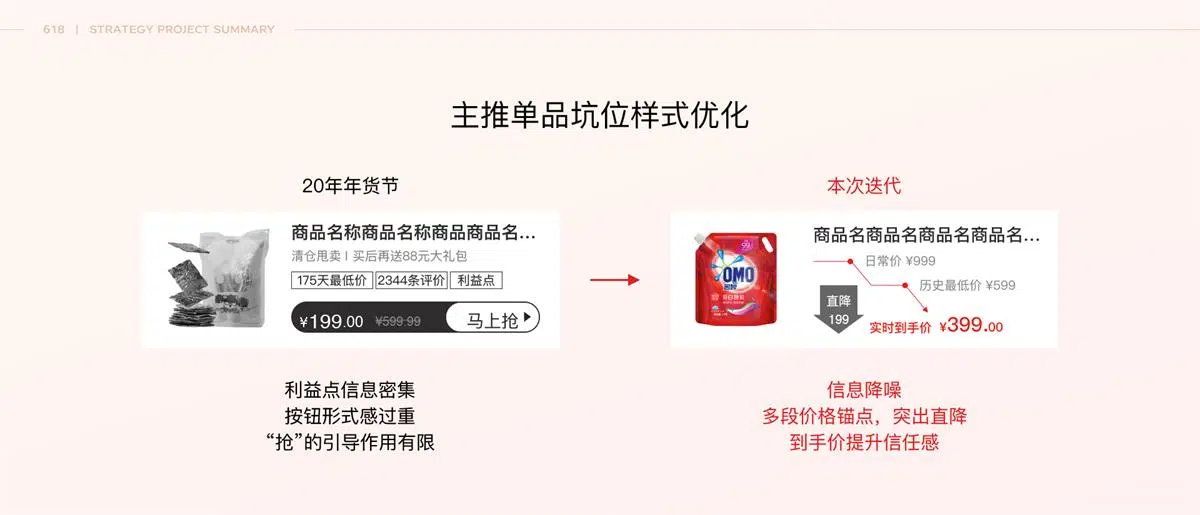 618 | STRATEGY PROJECT SUMMARY
主推单品坑位样式优化
20年年货节
商品名称商品名称商品商品名...
清仓甩卖 | 买后再送88元大礼包
175天最低价 2344条评价 利益点
¥199.00 ¥599.99 马上抢
利益点信息密集
按钮形式感过重
“抢”的引导作用有限
本次迭代
OMO
商品名商品名商品名商品名...
日常价 ¥999
历史最低价 ¥599
直降
199
实时到手价 ¥399.00
信息降噪
多段价格锚点，突出直降
到手价提升信任感